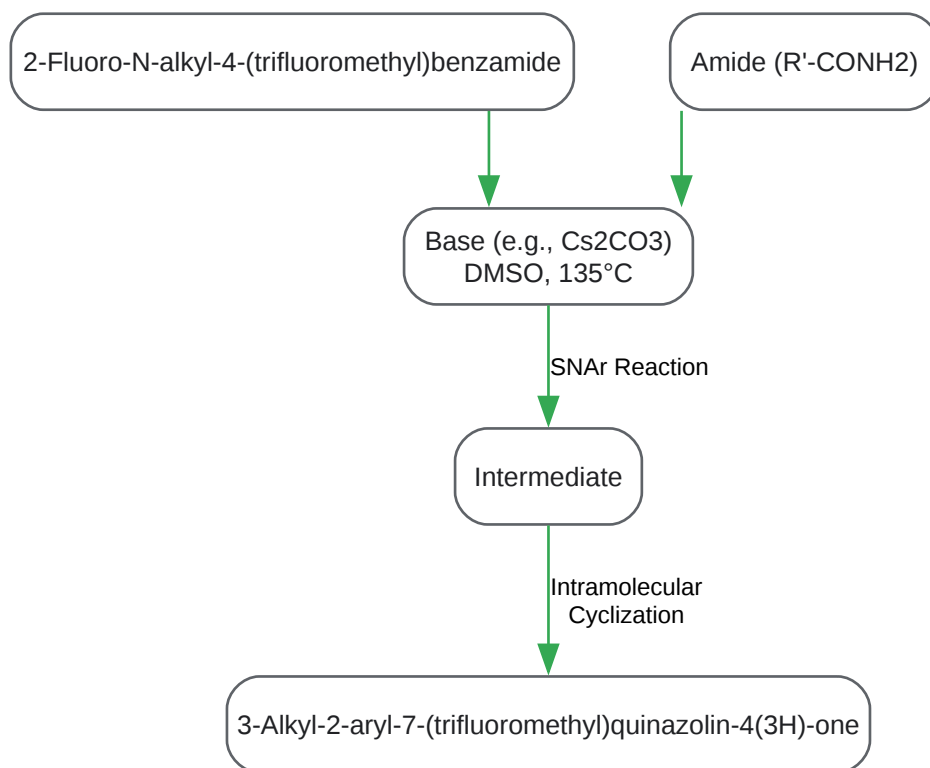 2-Fluoro-N-alkyl-4-(trifluoromethyl)benzamide
Amide (R'-CONH2)
Base (e.g., Cs2CO3)
DMSO, 135°C
SNAr Reaction
Intermediate
Intramolecular
Cyclization
3-Alkyl-2-aryl-7-(trifluoromethyl)quinazolin-4(3H)-one